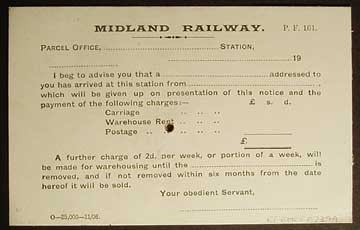 MIDLAND RAILWAY. P. F. 161.
PARCEL OFFICE, STATION,
19
I beg to advise you that a addressed to
you has arrived at this station from ,
which will be given up on presentation of this notice and the
payment of the following charges:— £ s. d.
Carriage .. .. ..
Warehouse Rent .. .. ..
Postage .. .. .. ..
£
A further charge of 2d. per week, or portion of a week, will
be made for warehousing until the is
removed, and if not removed within six months from the date
hereof it will be sold.
Your obedient Servant,
O—25,000—11/06.